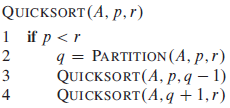 QUICKSORT(A, p, r)
1 if p < r
2 q = PARTITION(A, p, r)
3 QUICKSORT(A, p, q − 1)
4 QUICKSORT(A, q + 1, r)